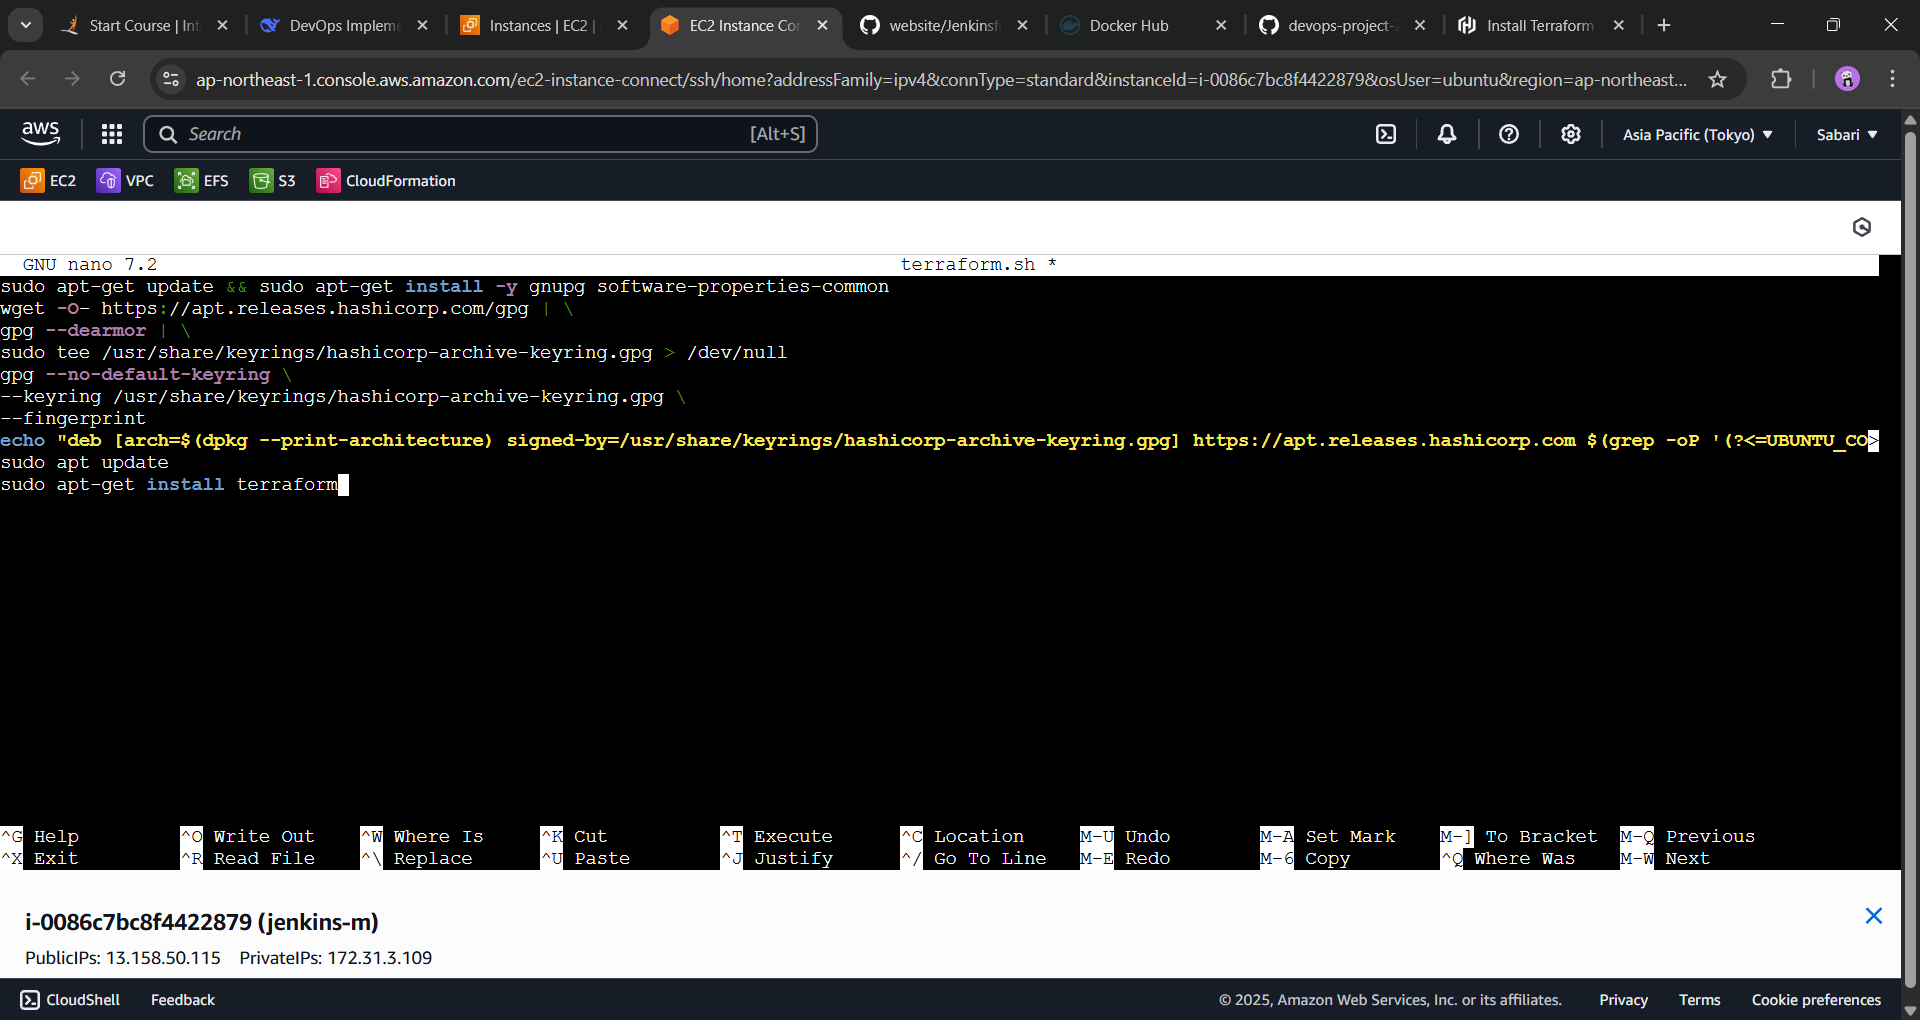 Start Course | Int
DevOps Impleme
Instances | EC2 |
EC2 Instance Con
website/Jenkinsfi
Docker Hub
devops-project-
Install Terraform
ap-northeast-1.console.aws.amazon.com/ec2-instance-connect/ssh/home?addressFamily=ipv4&connType=standard&instanceId=i-0086c7bc8f4422879&osUser=ubuntu&region=ap-northeast...
aws
Search
[Alt+S]
Asia Pacific (Tokyo)
Sabari
EC2
VPC
EFS
S3
CloudFormation
GNU nano 7.2 terraform.sh *
sudo apt-get update && sudo apt-get install -y gnupg software-properties-common
wget -O- https://apt.releases.hashicorp.com/gpg | \
gpg --dearmor | \
sudo tee /usr/share/keyrings/hashicorp-archive-keyring.gpg > /dev/null
gpg --no-default-keyring \
--keyring /usr/share/keyrings/hashicorp-archive-keyring.gpg \
--fingerprint
echo "deb [arch=$(dpkg --print-architecture) signed-by=/usr/share/keyrings/hashicorp-archive-keyring.gpg] https://apt.releases.hashicorp.com $(grep -oP '(?<=UBUNTU_CO>
sudo apt update
sudo apt-get install terraform
^G Help ^O Write Out ^W Where Is ^K Cut ^T Execute ^C Location M-U Undo M-A Set Mark M-] To Bracket M-Q Previous
^X Exit ^R Read File ^\ Replace ^U Paste ^J Justify ^/ Go To Line M-E Redo M-6 Copy ^Q Where Was M-W Next
i-0086c7bc8f4422879 (jenkins-m)
PublicIPs: 13.158.50.115 PrivateIPs: 172.31.3.109
CloudShell
Feedback
© 2025, Amazon Web Services, Inc. or its affiliates.
Privacy
Terms
Cookie preferences